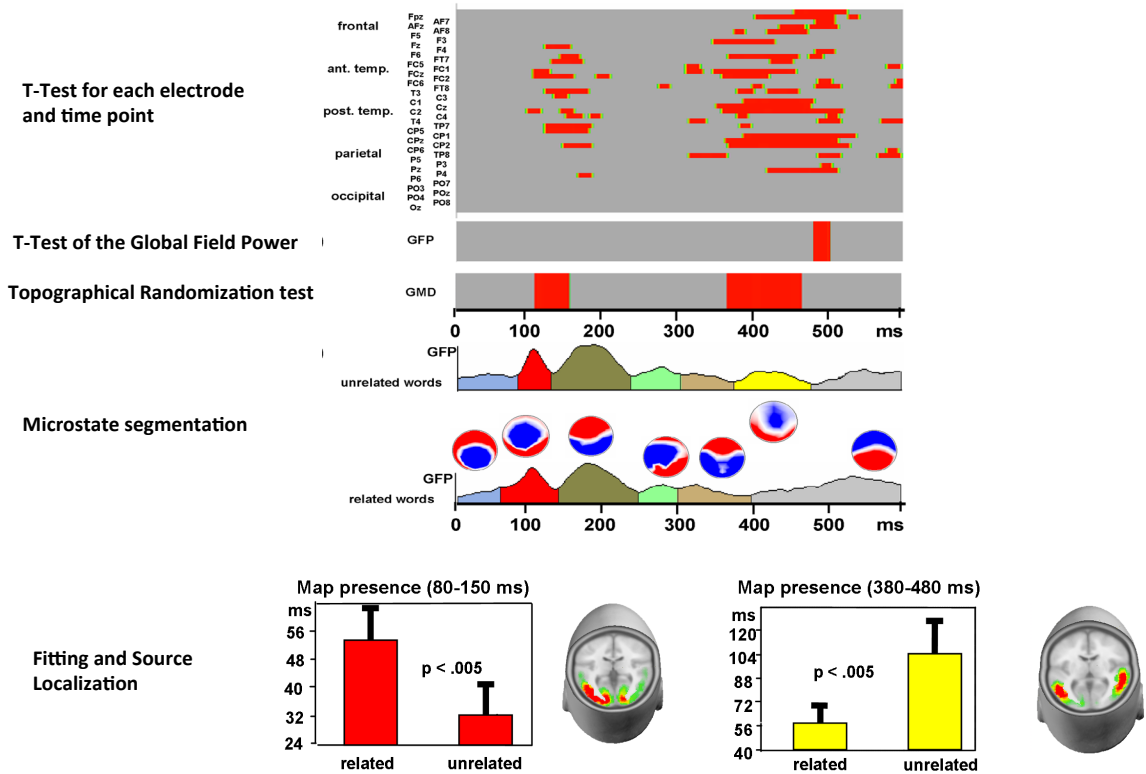 T-Test for each electrode
and time point
frontal
ant. temp.
post. temp.
parietal
occipital
Fpz
AF7
AFz
AF8
F5
F3
Fz
F4
F6
FT7
FC5
FC1
FCz
FC2
FC6
FT8
T3
C3
C1
Cz
C2
C4
T4
TP7
CP5
CP1
CPz
CP2
CP6
TP8
P5
P3
Pz
P4
P6
PO7
PO3
POz
PO4
PO8
Oz
T-Test of the Global Field Power
GFP
Topographical Randomization test
GMD
0 100 200 300 400 500 ms
GFP
unrelated words
Microstate segmentation
GFP
related words
0 100 200 300 400 500 ms
Fitting and Source
Localization
Map presence (80-150 ms)
ms
56
48
40
32
24
p < .005
related unrelated
Map presence (380-480 ms)
ms
120
104
88
72
56
40
p < .005
related unrelated